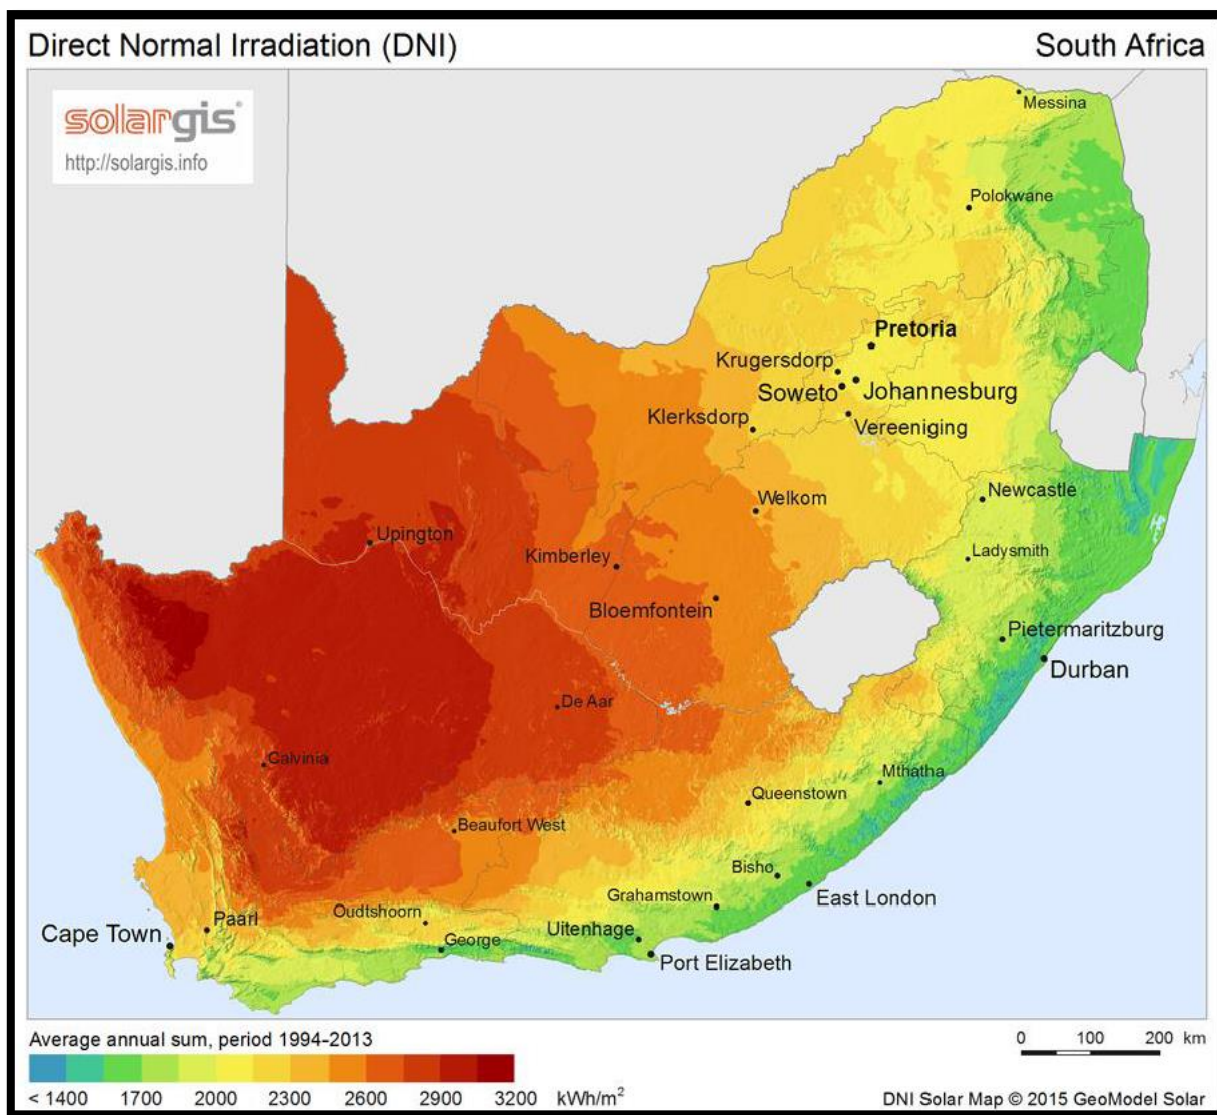 Direct Normal Irradiation (DNI)
South Africa
solargis®
http://solargis.info
Messina
Polokwane
Pretoria
Krugersdorp
Soweto
Johannesburg
Klerksdorp
Vereeniging
Welkom
Newcastle
Upington
Kimberley
Ladysmith
Bloemfontein
Pietermaritzburg
Durban
De Aar
Calvinia
Mthatha
Queenstown
Beaufort West
Bisho
Grahamstown
East London
Oudtshoorn
Paarl
Cape Town
George
Uitenhage
Port Elizabeth
Average annual sum, period 1994-2013
0 100 200 km
< 1400 1700 2000 2300 2600 2900 3200 kWh/m²
DNI Solar Map © 2015 GeoModel Solar